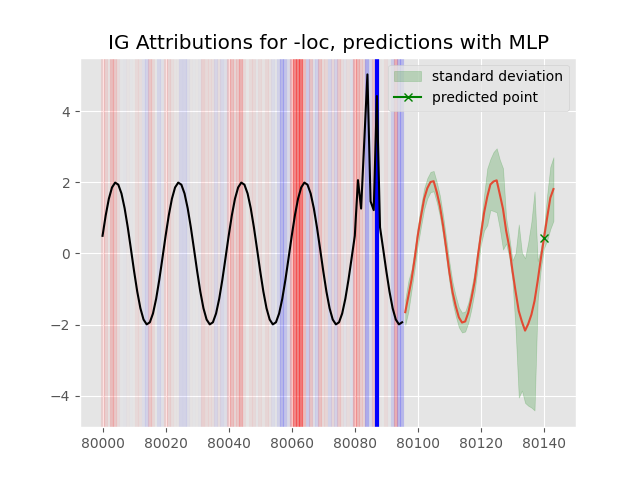 IG Attributions for -loc, predictions with MLP
standard deviation
predicted point
4
2
0
−2
−4
80000 80020 80040 80060 80080 80100 80120 80140